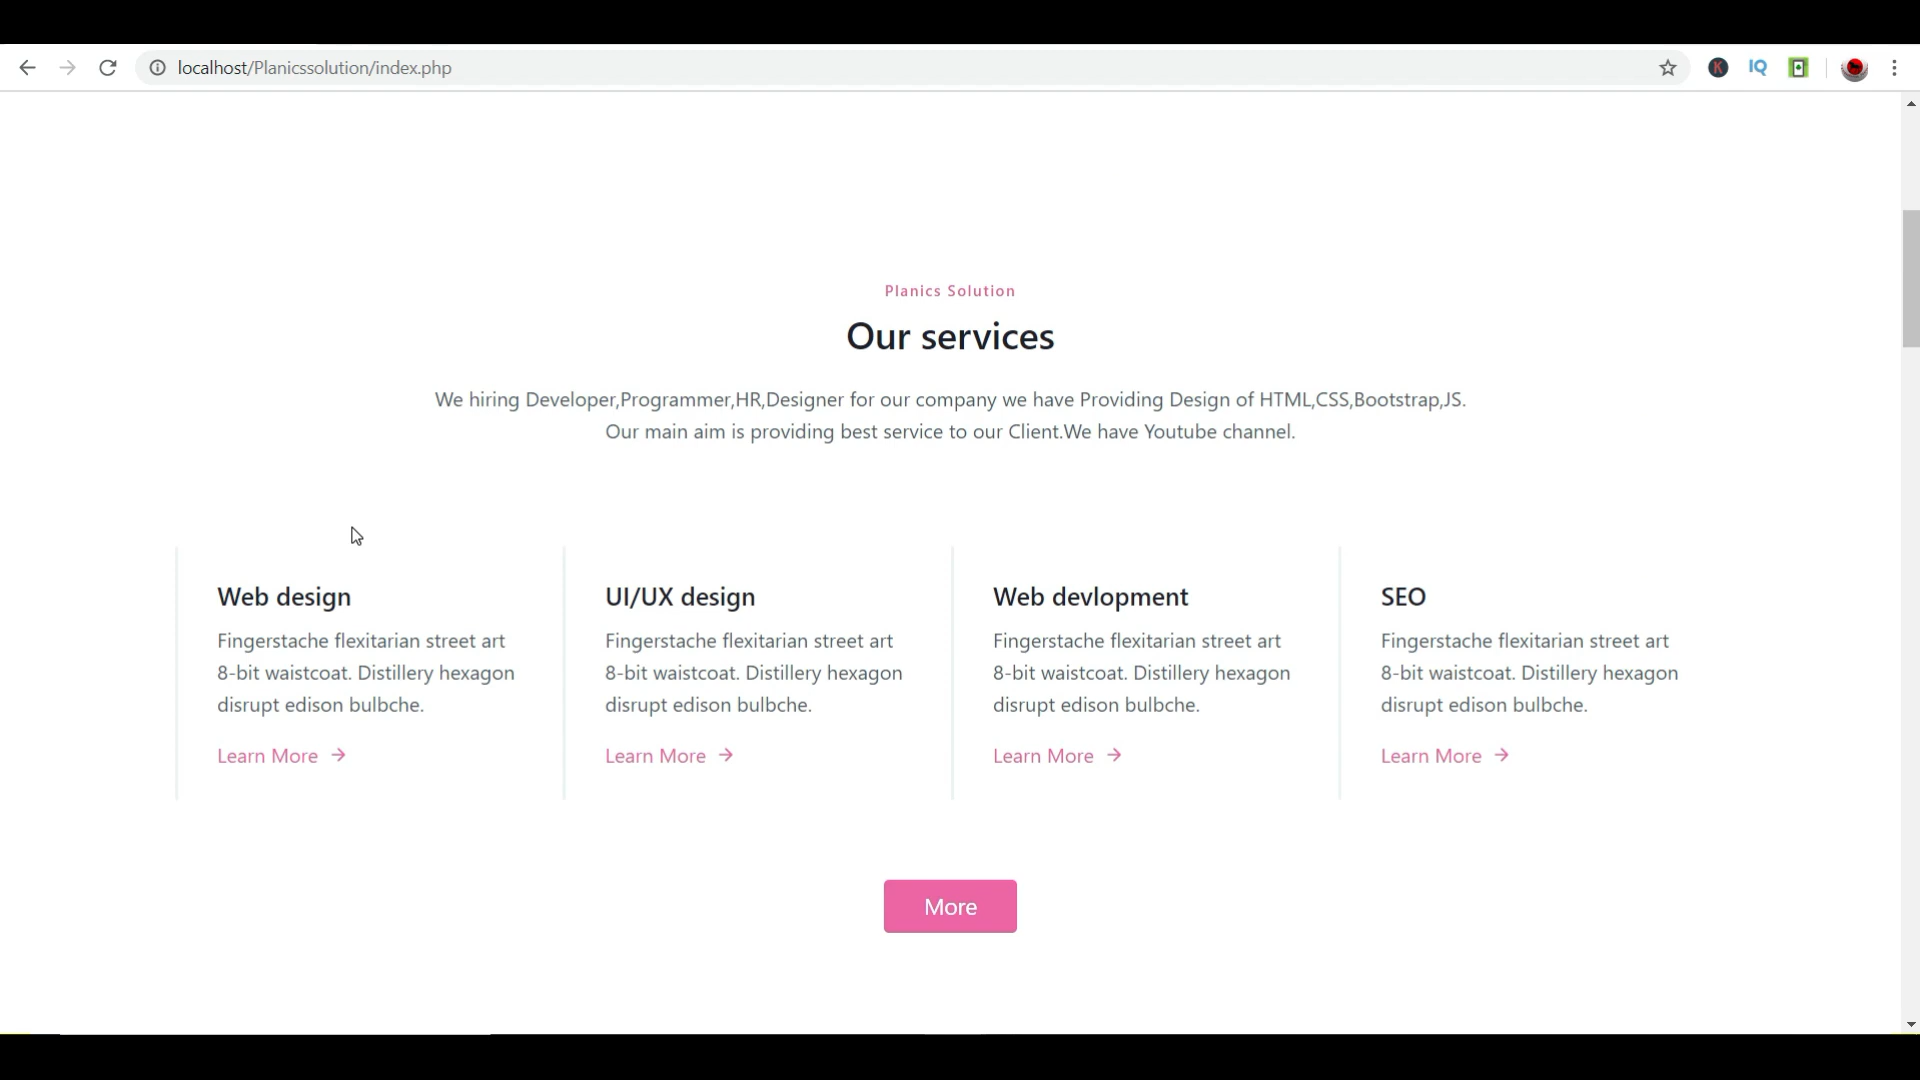 localhost/Planicssolution/index.php
K
IQ
Planics Solution
Our services
We hiring Developer,Programmer,HR,Designer for our company we have Providing Design of HTML,CSS,Bootstrap,JS.
Our main aim is providing best service to our Client.We have Youtube channel.
Web design
Fingerstache flexitarian street art
8-bit waistcoat. Distillery hexagon
disrupt edison bulbche.
Learn More →
UI/UX design
Fingerstache flexitarian street art
8-bit waistcoat. Distillery hexagon
disrupt edison bulbche.
Learn More →
Web devlopment
Fingerstache flexitarian street art
8-bit waistcoat. Distillery hexagon
disrupt edison bulbche.
Learn More →
SEO
Fingerstache flexitarian street art
8-bit waistcoat. Distillery hexagon
disrupt edison bulbche.
Learn More →
More